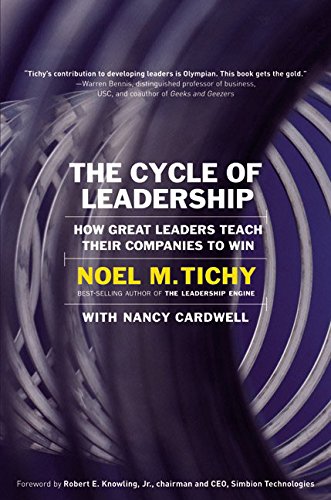 "Tichy's contribution to developing leaders is Olympian. This book gets the gold."
—Warren Bennis, distinguished professor of business,
USC, and coauthor of Geeks and Geezers
THE CYCLE OF
LEADERSHIP
HOW GREAT LEADERS TEACH
THEIR COMPANIES TO WIN
NOEL M. TICHY
BEST-SELLING AUTHOR OF THE LEADERSHIP ENGINE
WITH NANCY CARDWELL
Foreword by Robert E. Knowling, Jr., chairman and CEO, Simbion Technologies